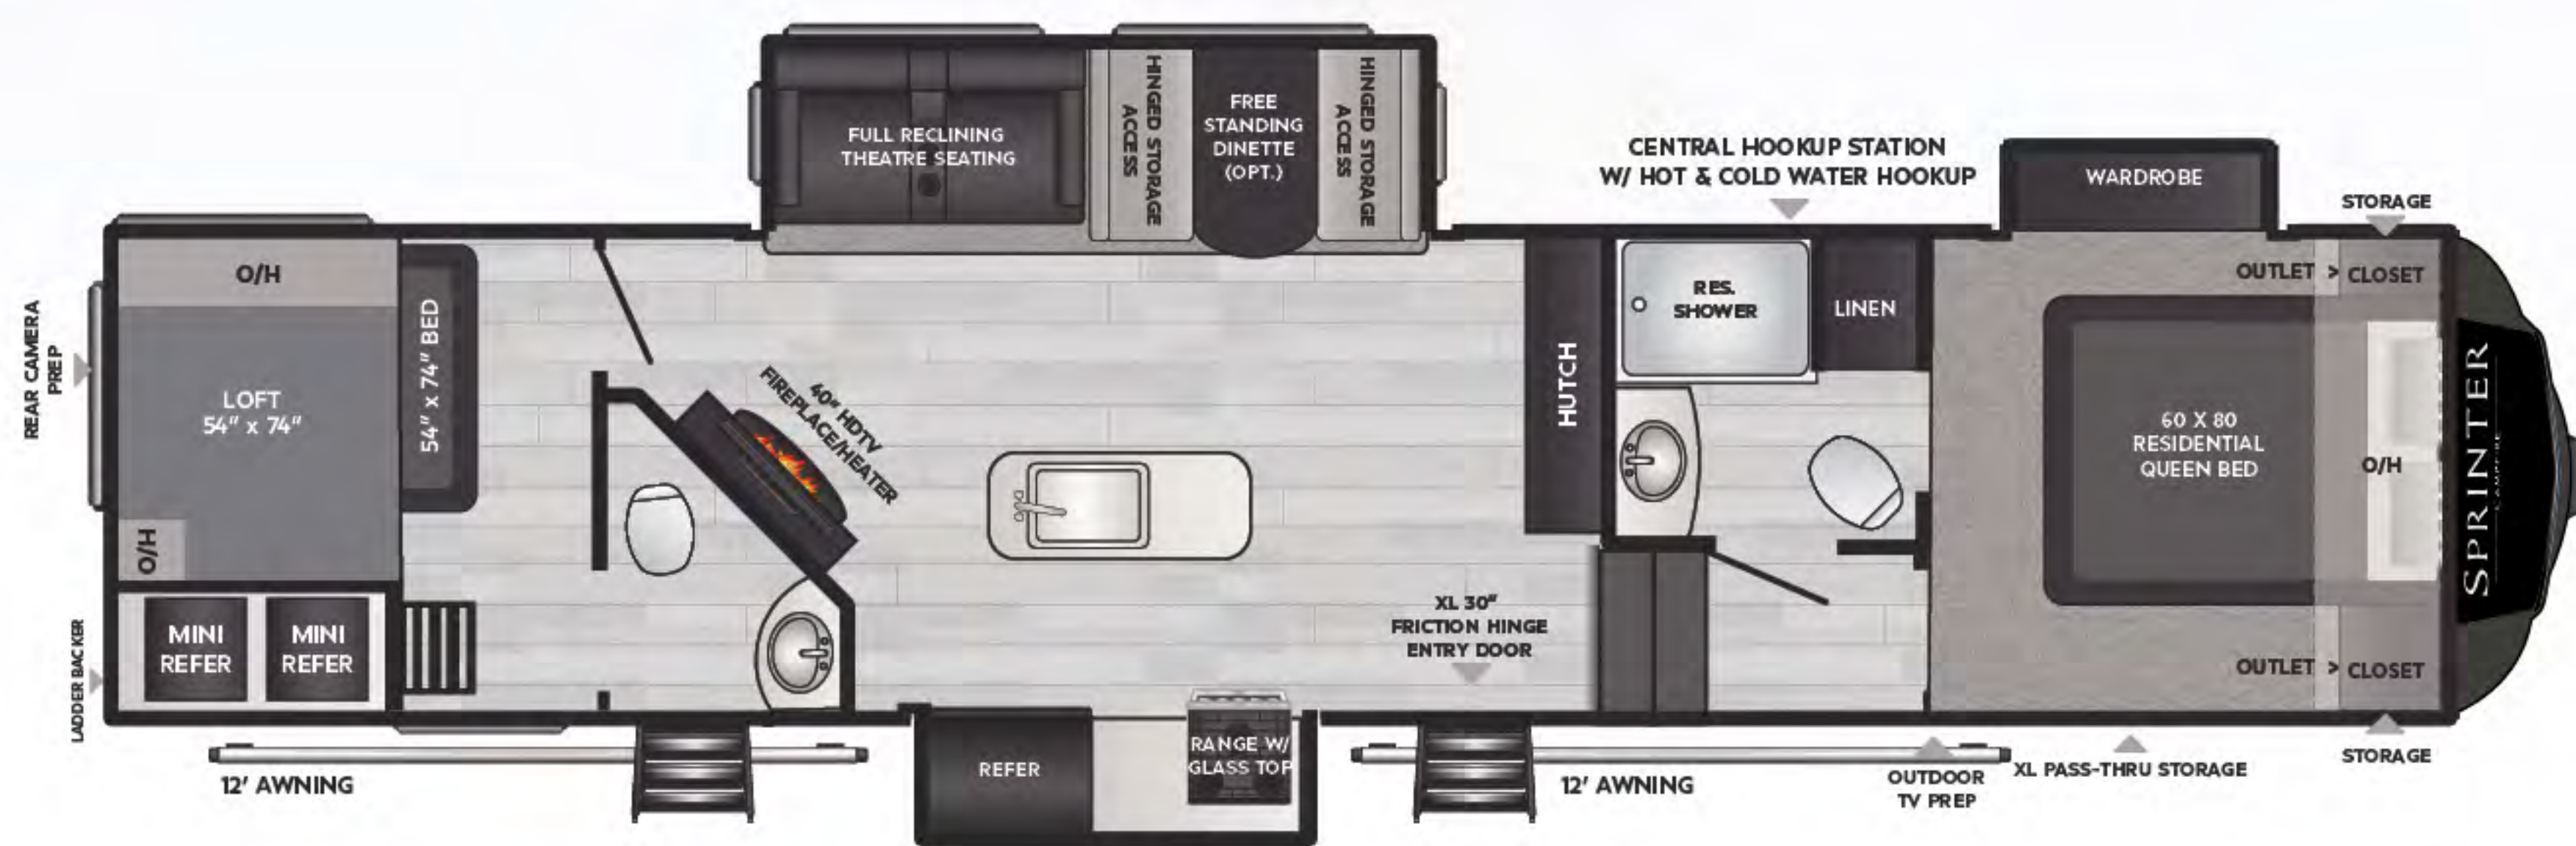 REAR CAMERA
PREP
LADDER BACKER
O/H
LOFT
54" x 74"
O/H
54" x 74" BED
MINI
REFER
MINI
REFER
12' AWNING
FULL RECLINING
THEATRE SEATING
HINGED STORAGE
ACCESS
FREE
STANDING
DINETTE
(OPT.)
HINGED STORAGE
ACCESS
40" HDTV
FIREPLACE/HEATER
REFER
RANGE W/
GLASS TOP
XL 30"
FRICTION HINGE
ENTRY DOOR
12' AWNING
HUTCH
CENTRAL HOOKUP STATION
W/ HOT & COLD WATER HOOKUP
RES.
SHOWER
LINEN
WARDROBE
STORAGE
OUTLET > CLOSET
60 X 80
RESIDENTIAL
QUEEN BED
O/H
OUTLET > CLOSET
STORAGE
OUTDOOR
TV PREP
XL PASS-THRU STORAGE
SPRINTER